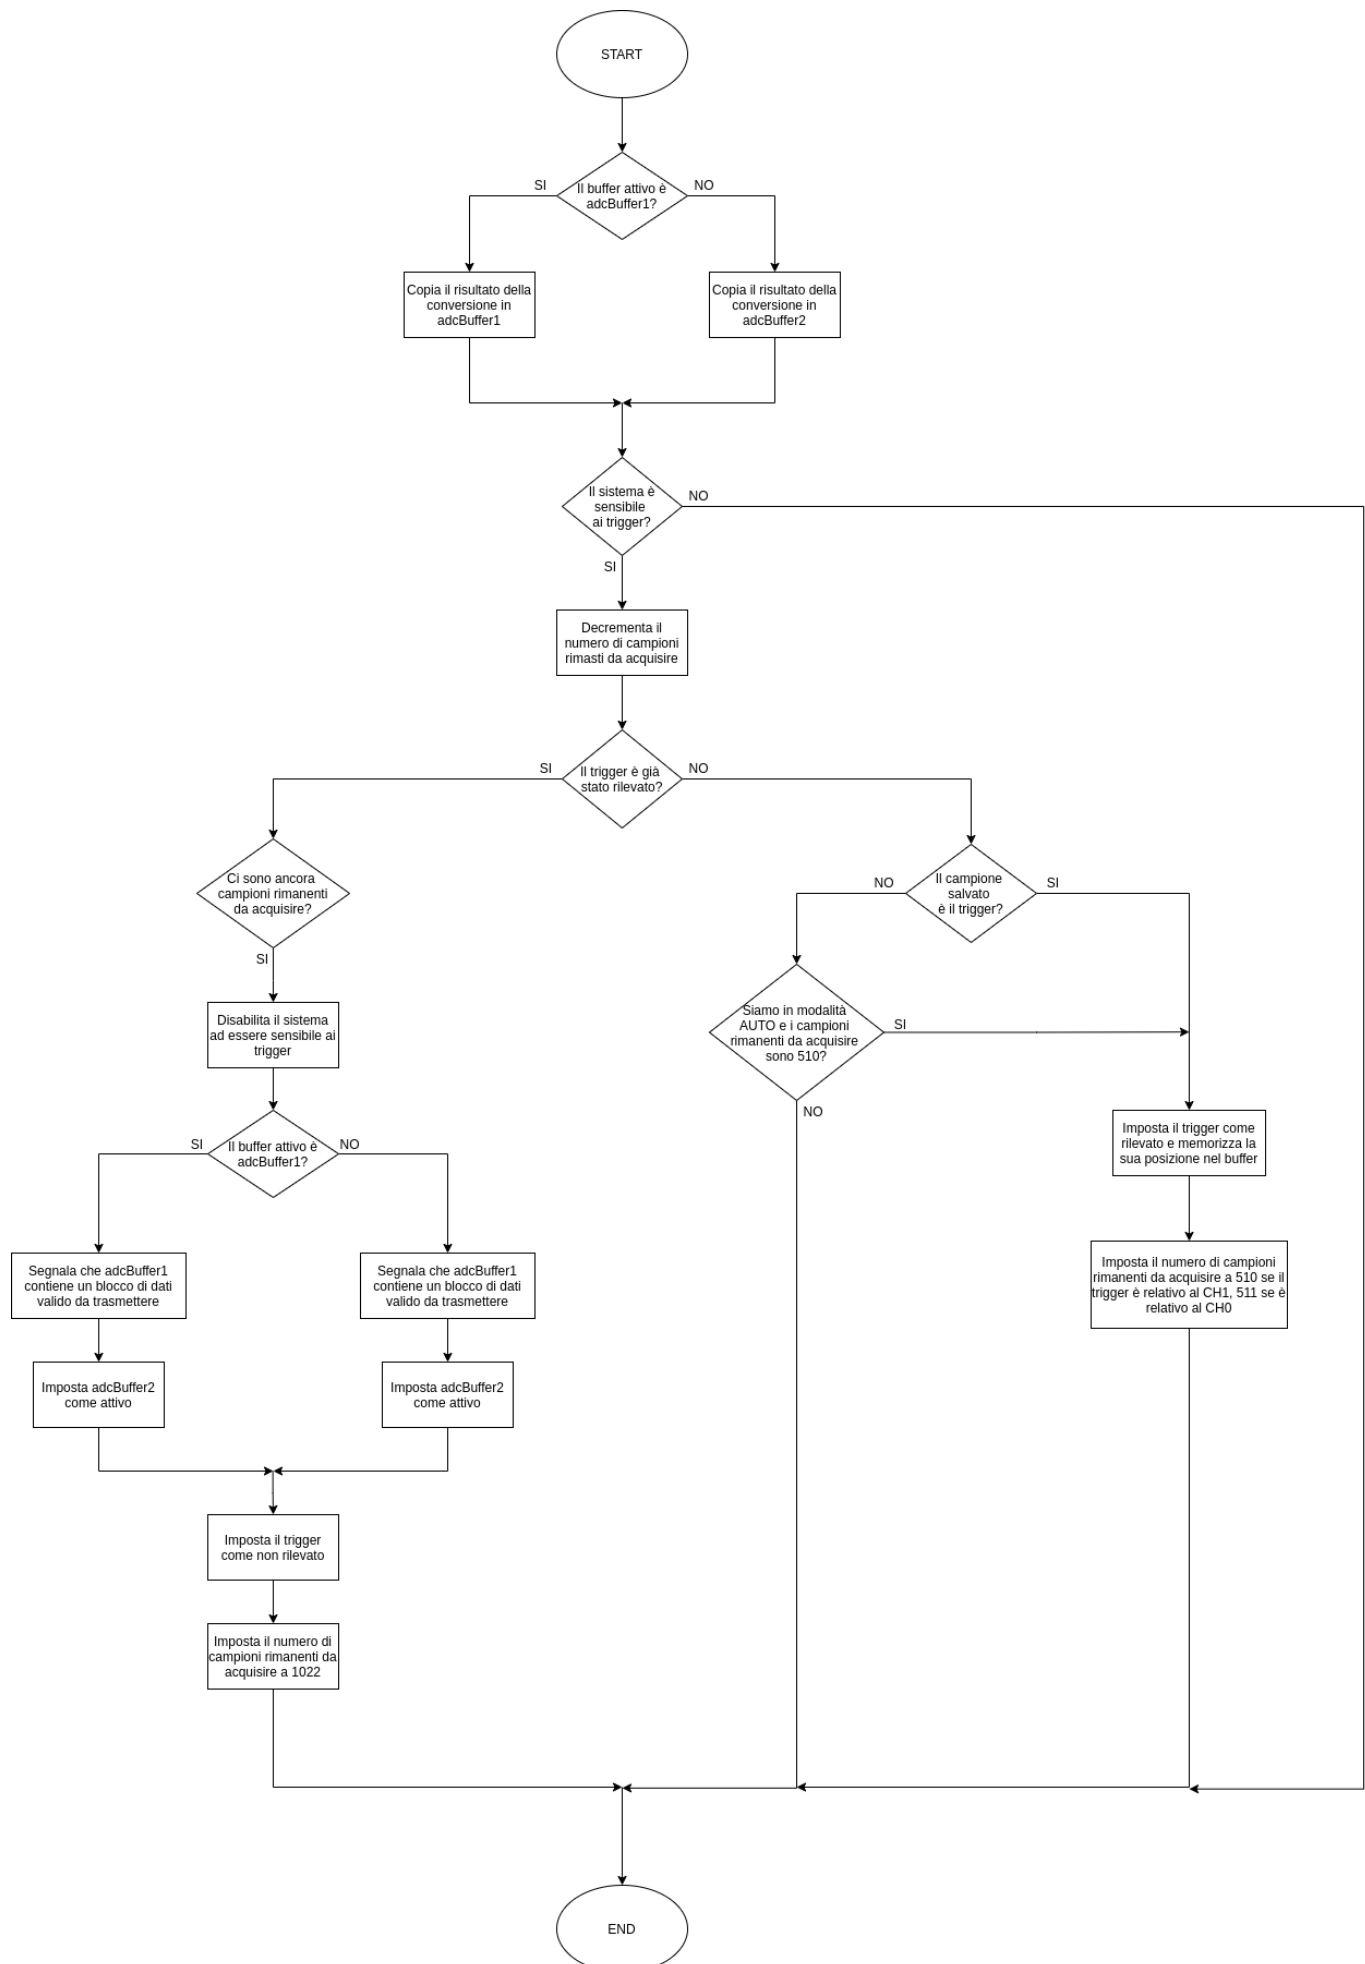 START
Il buffer attivo è
adcBuffer1?
SI
NO
Copia il risultato della
conversione in
adcBuffer1
Copia il risultato della
conversione in
adcBuffer2
Il sistema è
sensibile
ai trigger?
NO
SI
Decrementa il
numero di campioni
rimasti da acquisire
Il trigger è già
stato rilevato?
SI
NO
Ci sono ancora
campioni rimanenti
da acquisire?
SI
Il campione
salvato
è il trigger?
NO
SI
Siamo in modalità
AUTO e i campioni
rimanenti da acquisire
sono 510?
SI
NO
Disabilita il sistema
ad essere sensibile ai
trigger
Il buffer attivo è
adcBuffer1?
SI
NO
Imposta il trigger come
rilevato e memorizza la
sua posizione nel buffer
Segnala che adcBuffer1
contiene un blocco di dati
valido da trasmettere
Segnala che adcBuffer1
contiene un blocco di dati
valido da trasmettere
Imposta il numero di campioni
rimanenti da acquisire a 510 se il
trigger è relativo al CH1, 511 se è
relativo al CH0
Imposta adcBuffer2
come attivo
Imposta adcBuffer2
come attivo
Imposta il trigger
come non rilevato
Imposta il numero di
campioni rimanenti da
acquisire a 1022
END